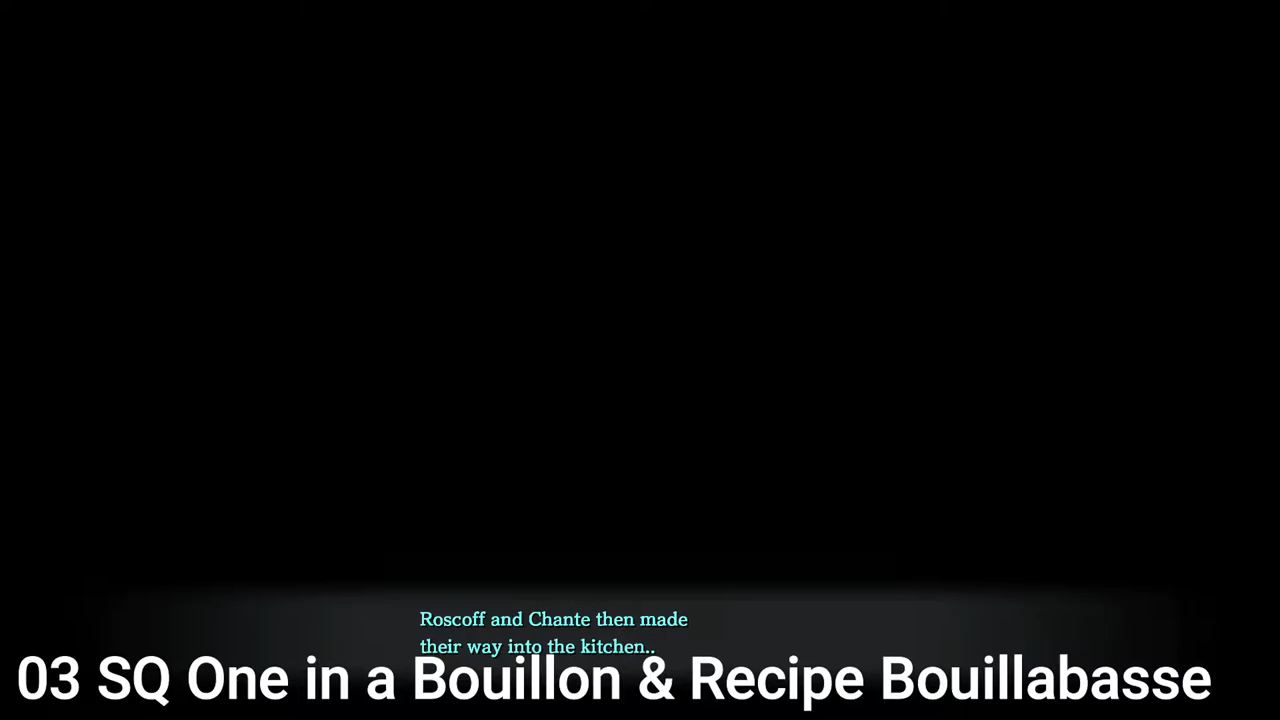 Roscoff and Chante then made
their way into the kitchen..
03 SQ One in a Bouillon & Recipe Bouillabasse